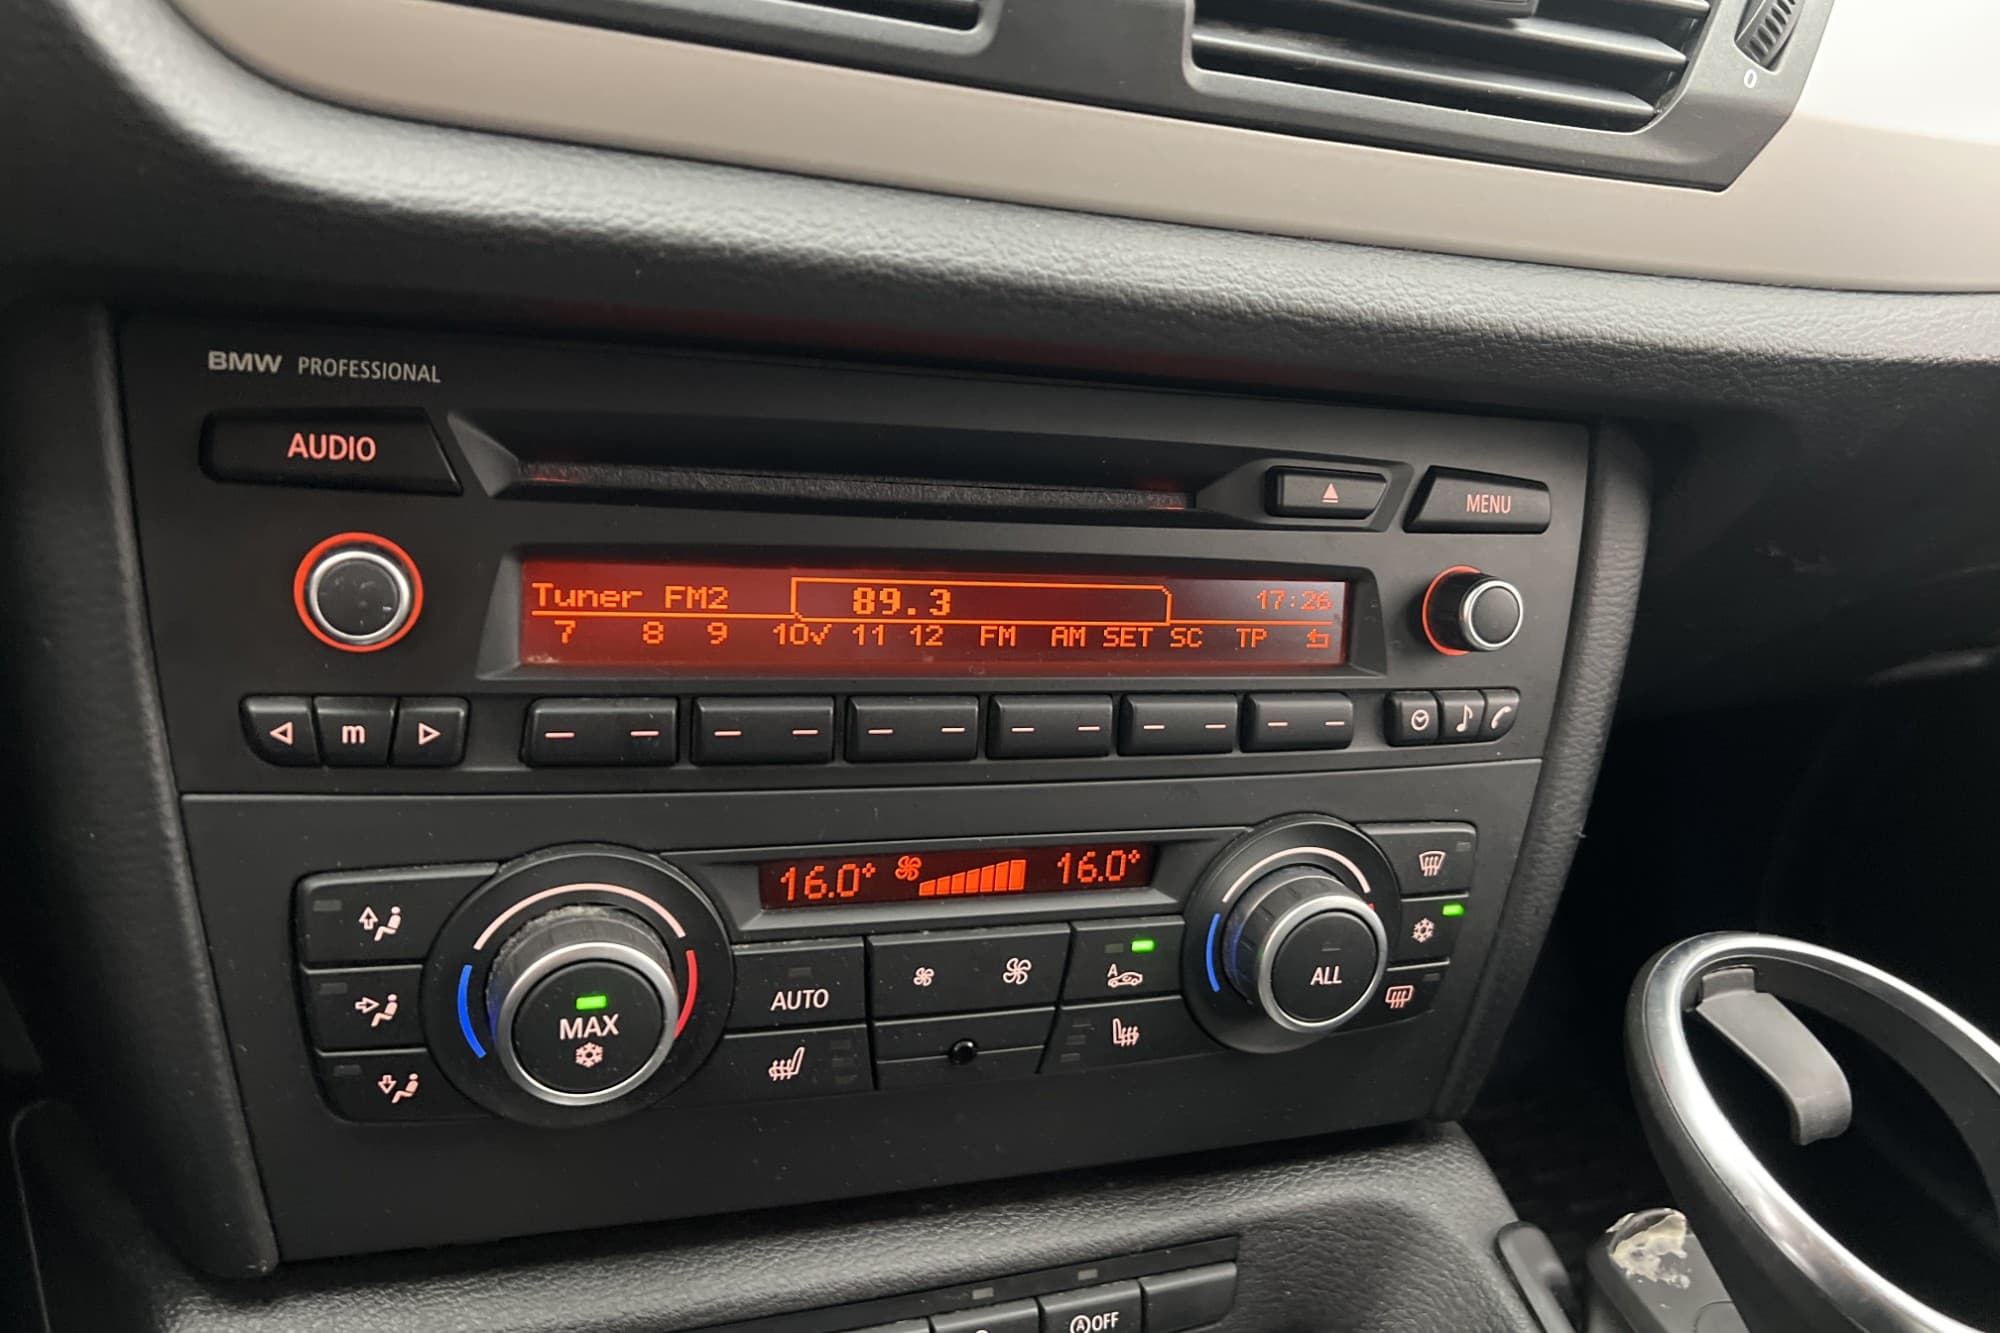 0
BMW PROFESSIONAL
AUDIO
MENU
Tuner FM2 89.3 17:26
7 8 9 10√ 11 12 FM AM SET SC TP
m
16.0° 16.0°
MAX
AUTO
A
ALL
A OFF